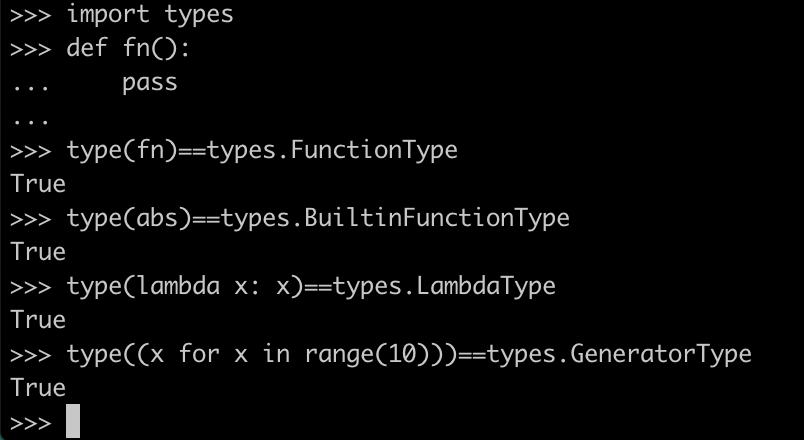 >>> import types
>>> def fn():
...     pass
...
>>> type(fn)==types.FunctionType
True
>>> type(abs)==types.BuiltinFunctionType
True
>>> type(lambda x: x)==types.LambdaType
True
>>> type((x for x in range(10)))==types.GeneratorType
True
>>>